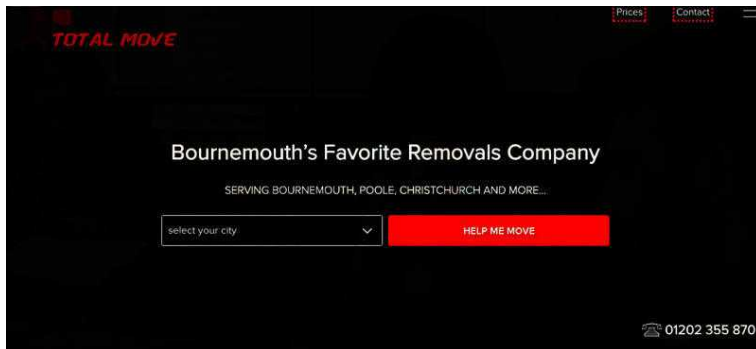 Prices
Contact
TOTAL MOVE
Bournemouth's Favorite Removals Company
SERVING BOURNEMOUTH, POOLE, CHRISTCHURCH AND MORE...
select your city
HELP ME MOVE
01202 355 870